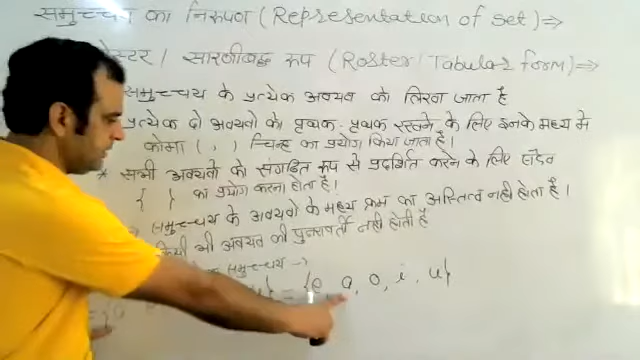 समुच्चय का निरूपण (Representation of set) ⇒
रोस्टर / सारणीबद्ध रूप (Roster / Tabular form) ⇒
समुच्चय के प्रत्येक अवयव को लिखा जाता है
प्रत्येक दो अवयवो को पृथक-पृथक रखने के लिए इनके मध्य मे
कोमा ( , ) चिन्ह का प्रयोग किया जाता है।
* सभी अवयवो को संगठित रूप से प्रदर्शित करने के लिए सदैव
{ } का प्रयोग करना होता है।
समुच्चय के अवयवो के मध्य क्रम का अस्तित्व नही होता है।
किसी भी अवयव की पुनरावर्ती नही होती है
समुच्चय →
} = {e, a, o, i, u}